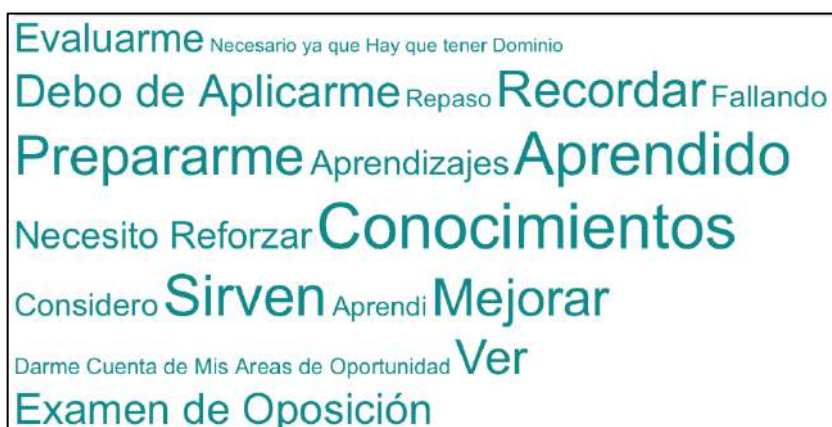 Evaluarme Necesario ya que Hay que tener Dominio
Debo de Aplicarme Repaso Recordar Fallando
Prepararme Aprendizajes Aprendido
Necesito Reforzar Conocimientos
Considero Sirven Aprendi Mejorar
Darme Cuenta de Mis Areas de Oportunidad Ver
Examen de Oposición